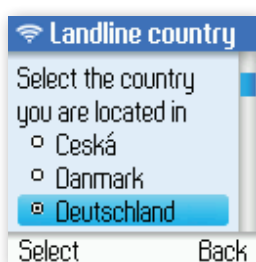 Landline country
Select the country
you are located in
Ceská
Danmark
Deutschland
Select Back